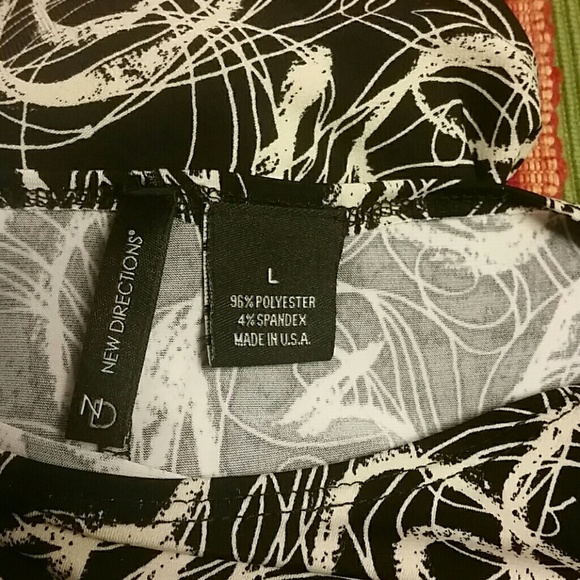 NEW DIRECTIONS®
ND
L
96% POLYESTER
4% SPANDEX
MADE IN U.S.A.